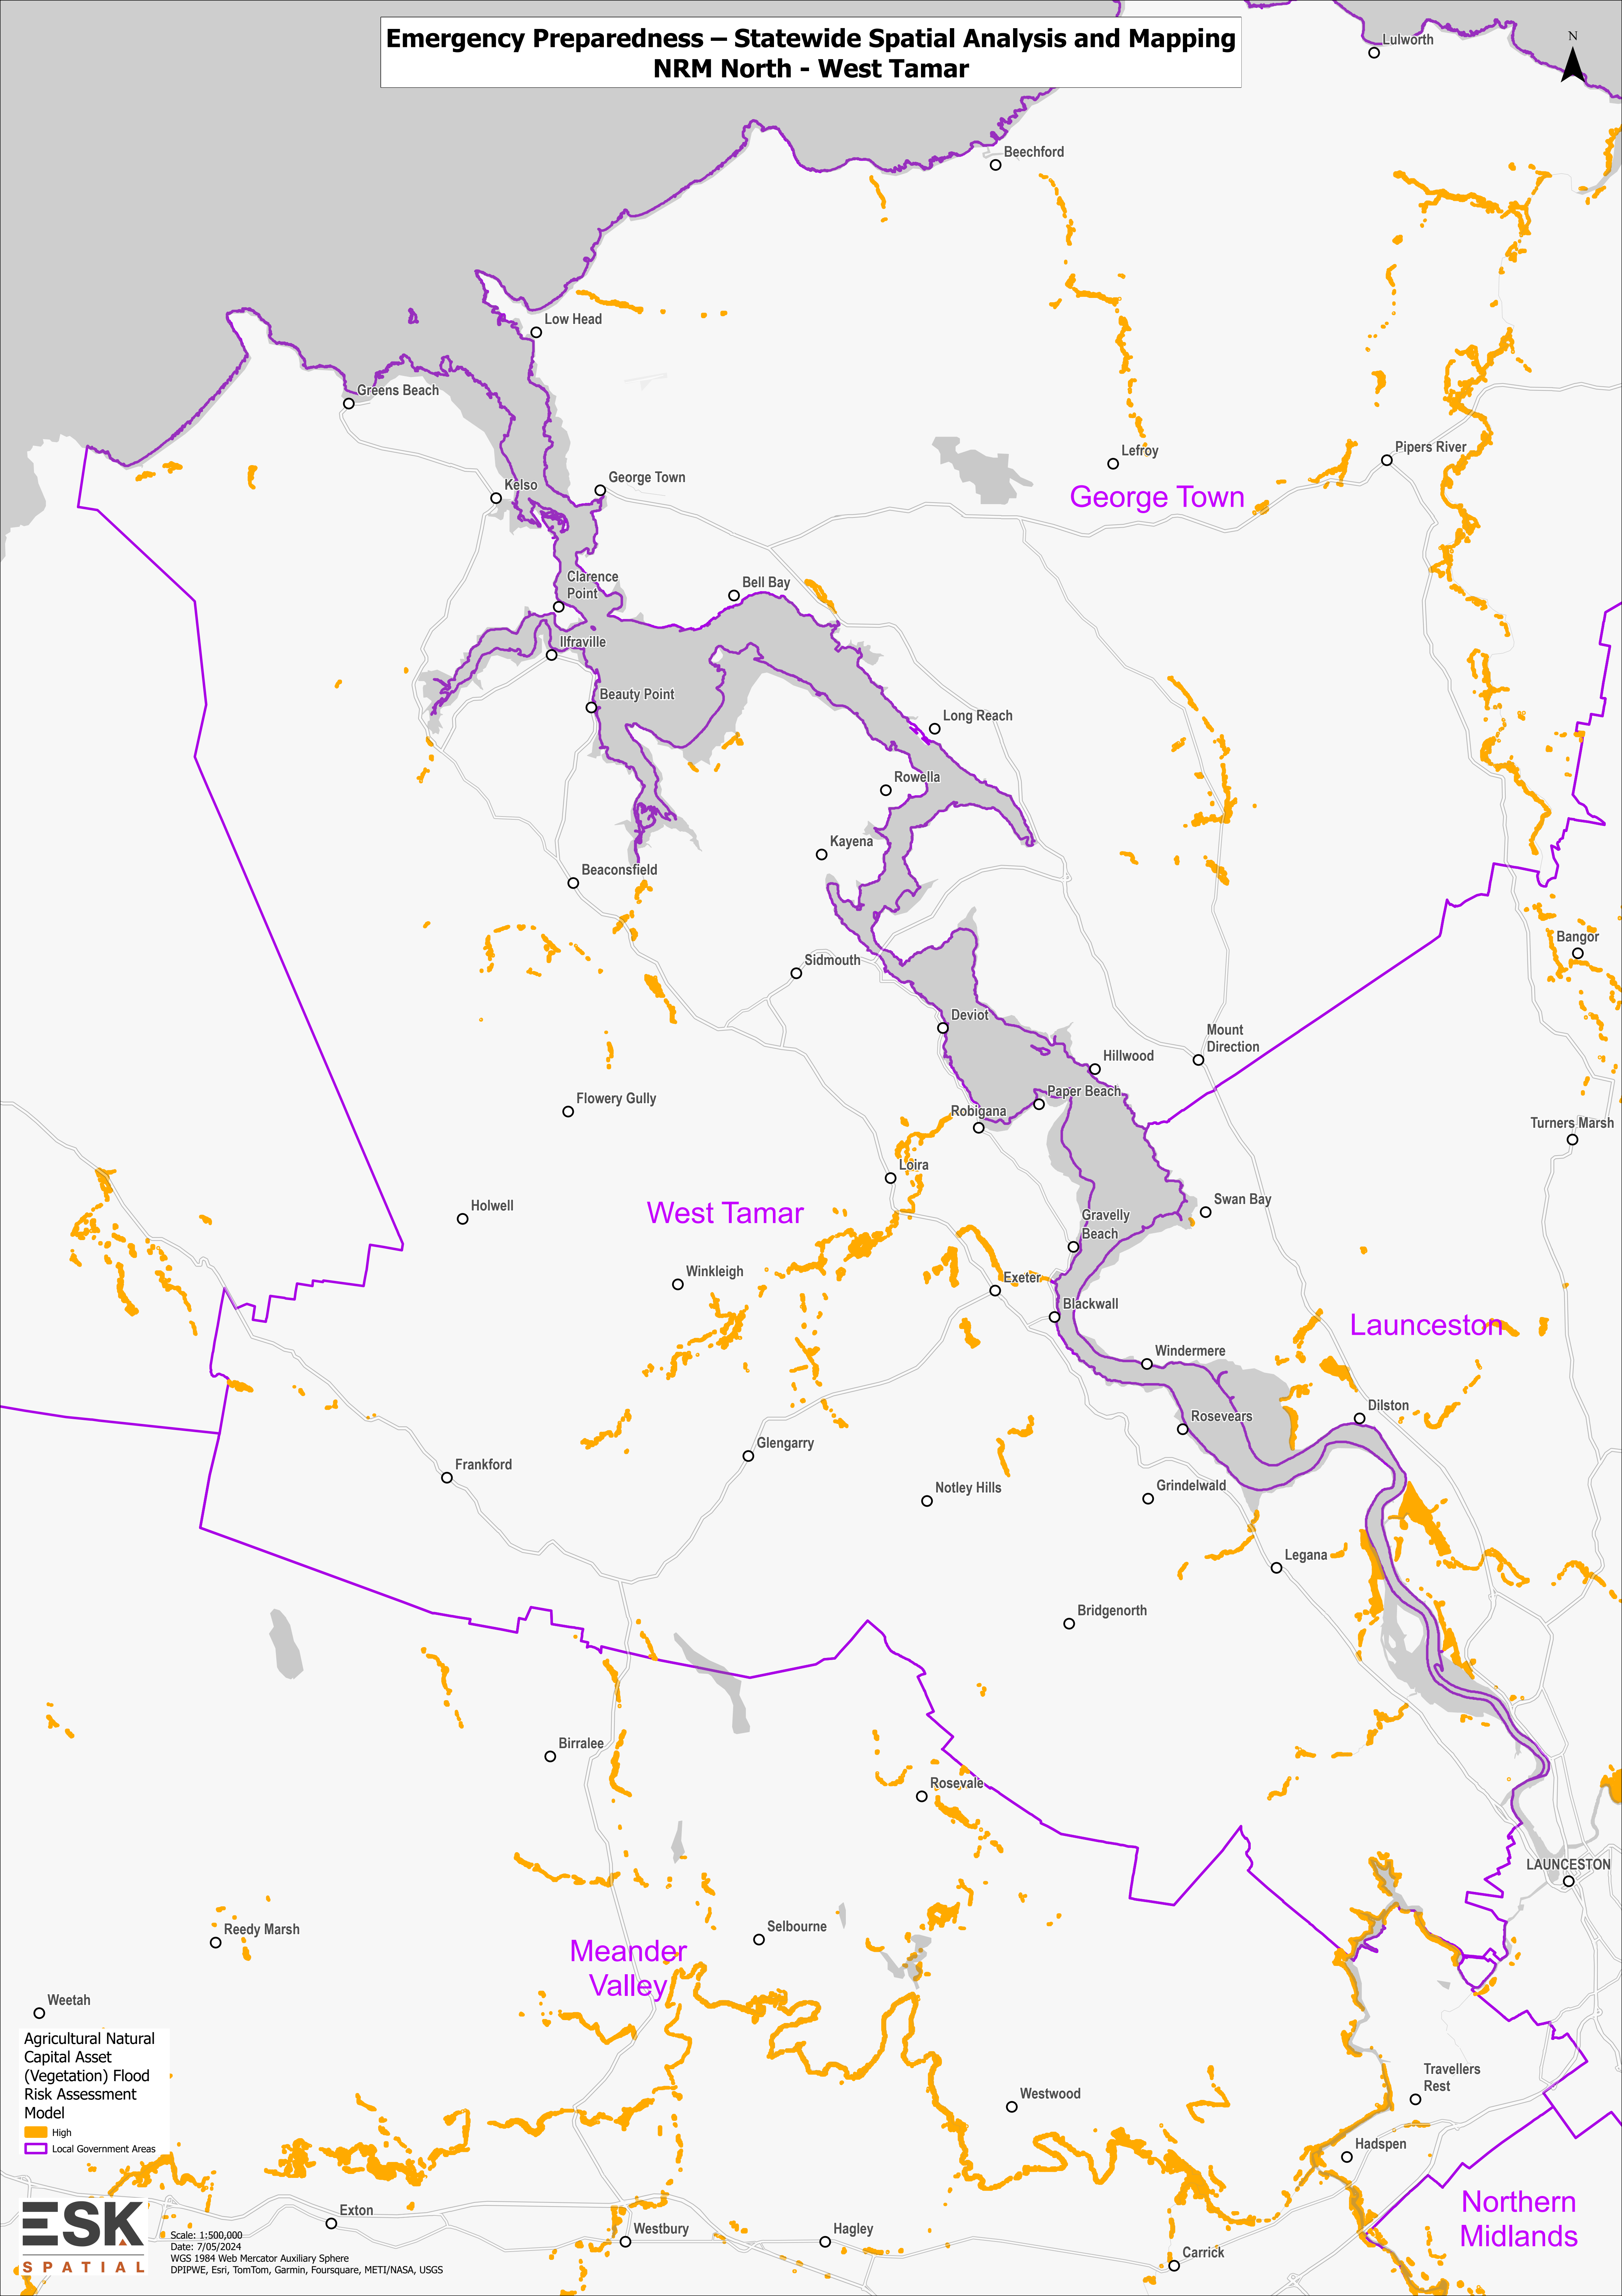 Emergency Preparedness – Statewide Spatial Analysis and Mapping
NRM North - West Tamar
N
Lulworth
Beechford
Low Head
Greens Beach
Lefroy
Pipers River
George Town
Kelso
George Town
Clarence
Point
Bell Bay
Ilfraville
Beauty Point
Long Reach
Rowella
Kayena
Beaconsfield
Bangor
Sidmouth
Deviot
Mount
Direction
Hillwood
Paper Beach
Flowery Gully
Robigana
Turners Marsh
Loira
Holwell
West Tamar
Swan Bay
Gravelly
Beach
Winkleigh
Exeter
Blackwall
Launceston
Windermere
Dilston
Rosevears
Glengarry
Frankford
Notley Hills
Grindelwald
Legana
Bridgenorth
Birralee
Rosevale
LAUNCESTON
Reedy Marsh
Selbourne
Meander
Valley
Weetah
Travellers
Rest
Westwood
Hadspen
Northern
Midlands
Exton
Westbury
Hagley
Carrick
Agricultural Natural
Capital Asset
(Vegetation) Flood
Risk Assessment
Model
High
Local Government Areas
ESK
SPATIAL
Scale: 1:500,000
Date: 7/05/2024
WGS 1984 Web Mercator Auxiliary Sphere
DPIPWE, Esri, TomTom, Garmin, Foursquare, METI/NASA, USGS